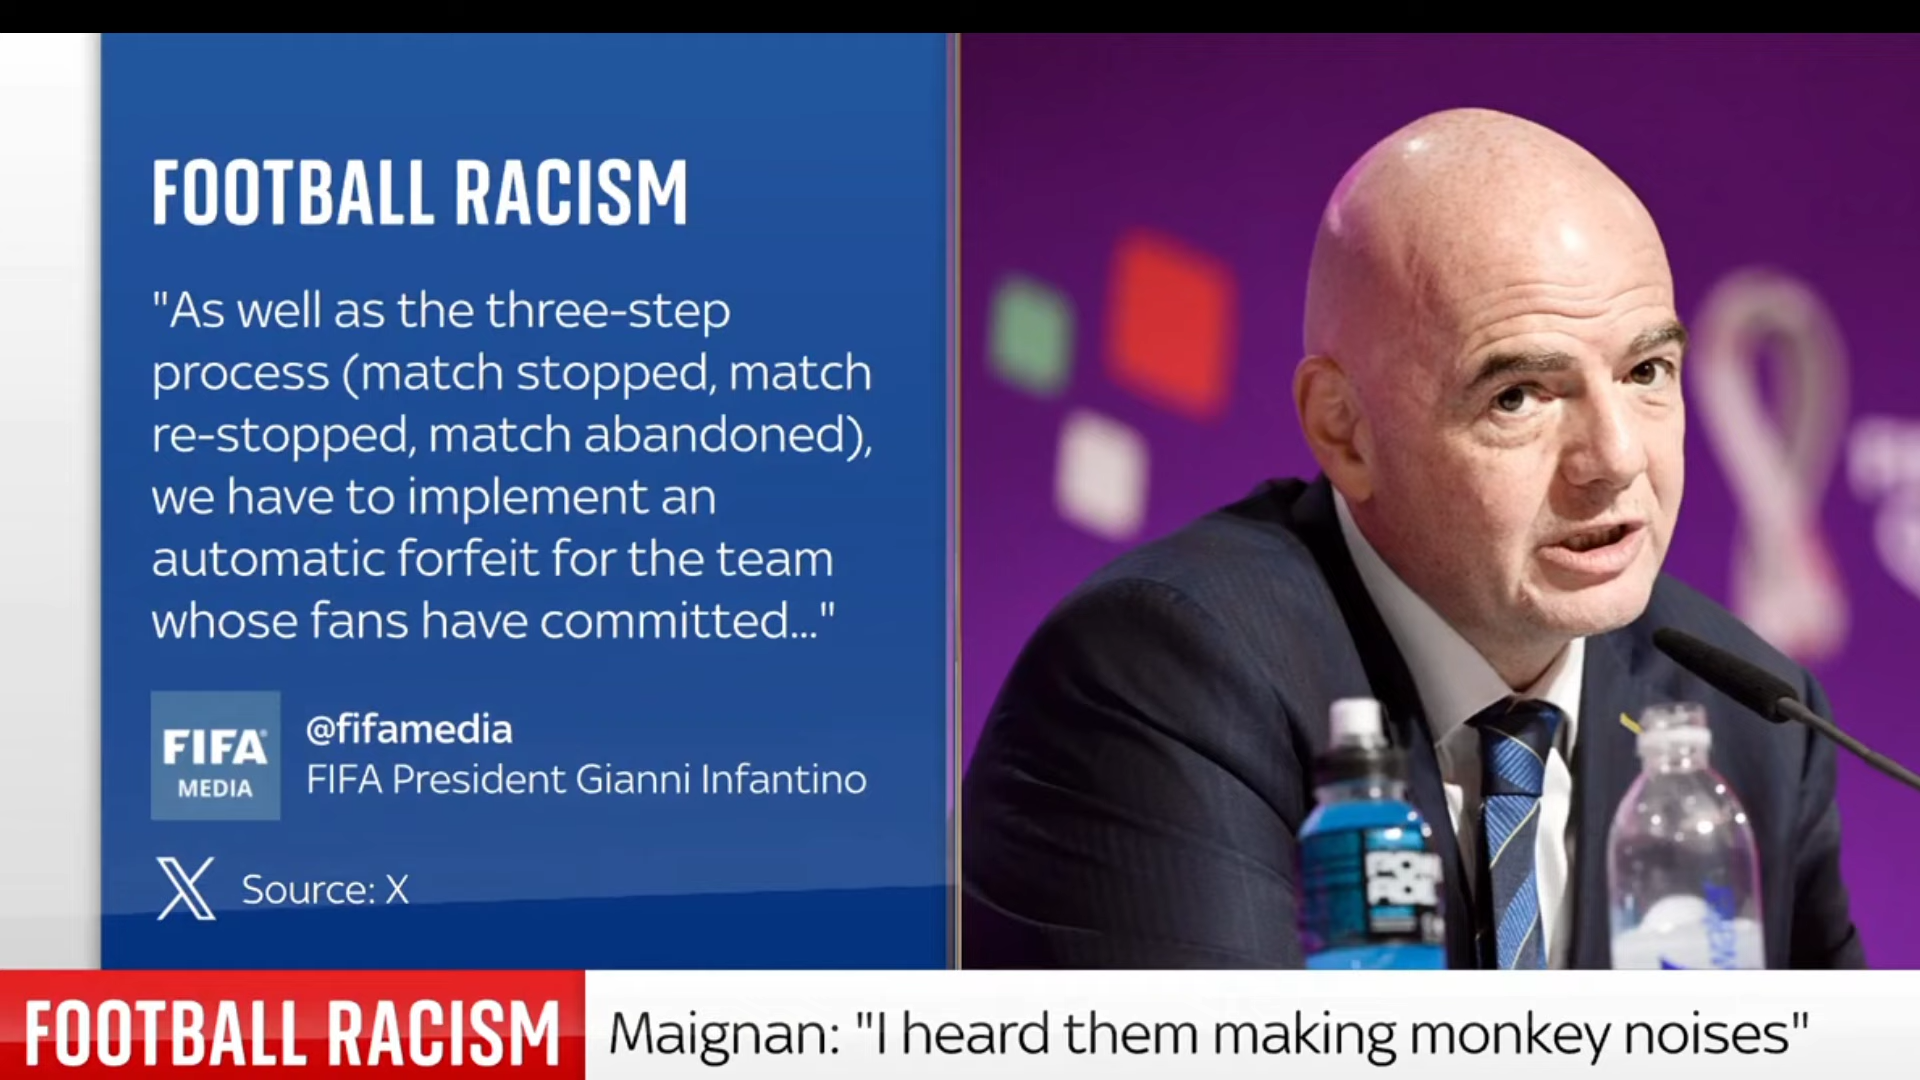 FOOTBALL RACISM
"As well as the three-step
process (match stopped, match
re-stopped, match abandoned),
we have to implement an
automatic forfeit for the team
whose fans have committed..."
FIFA
MEDIA
@fifamedia
FIFA President Gianni Infantino
X Source: X
FOOTBALL RACISM
Maignan: "I heard them making monkey noises"